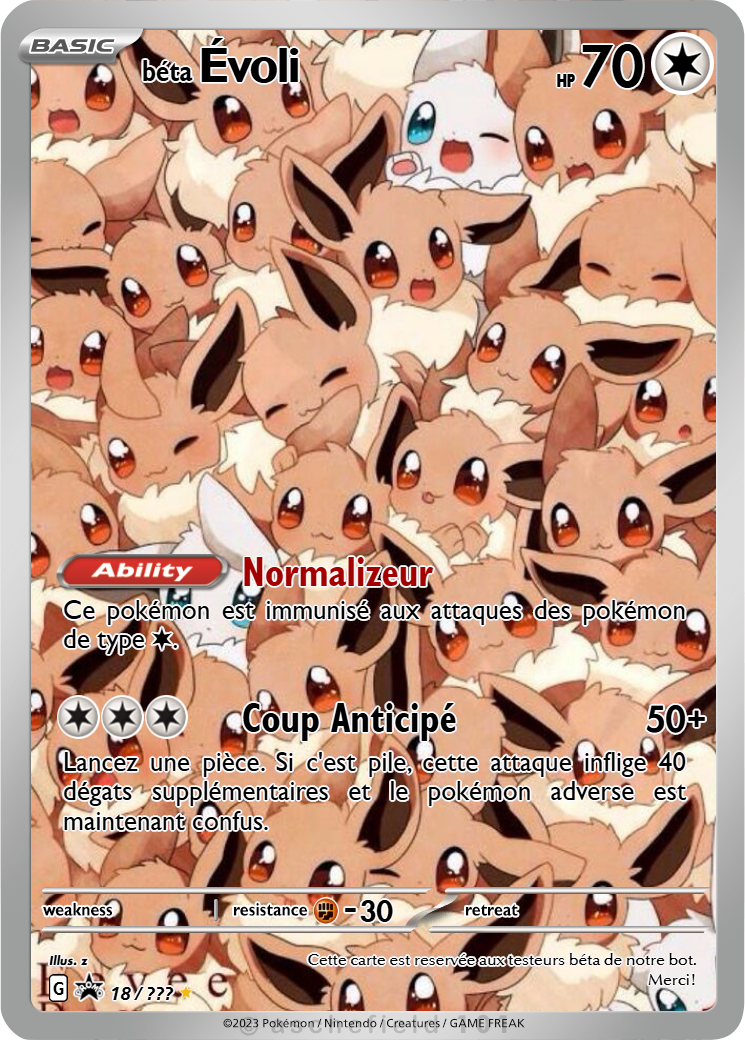 BASIC
béta Évoli
HP 70
Ability Normalizeur
Ce pokémon est immunisé aux attaques des pokémon
de type .
Coup Anticipé 50+
Lancez une pièce. Si c'est pile, cette attaque inflige 40
dégats supplémentaires et le pokémon adverse est
maintenant confus.
weakness resistance -30 retreat
Illus. z
Cette carte est reservée aux testeurs béta de notre bot.
Merci!
G PROMO 18 / ???
©2023 Pokémon / Nintendo / Creatures / GAME FREAK